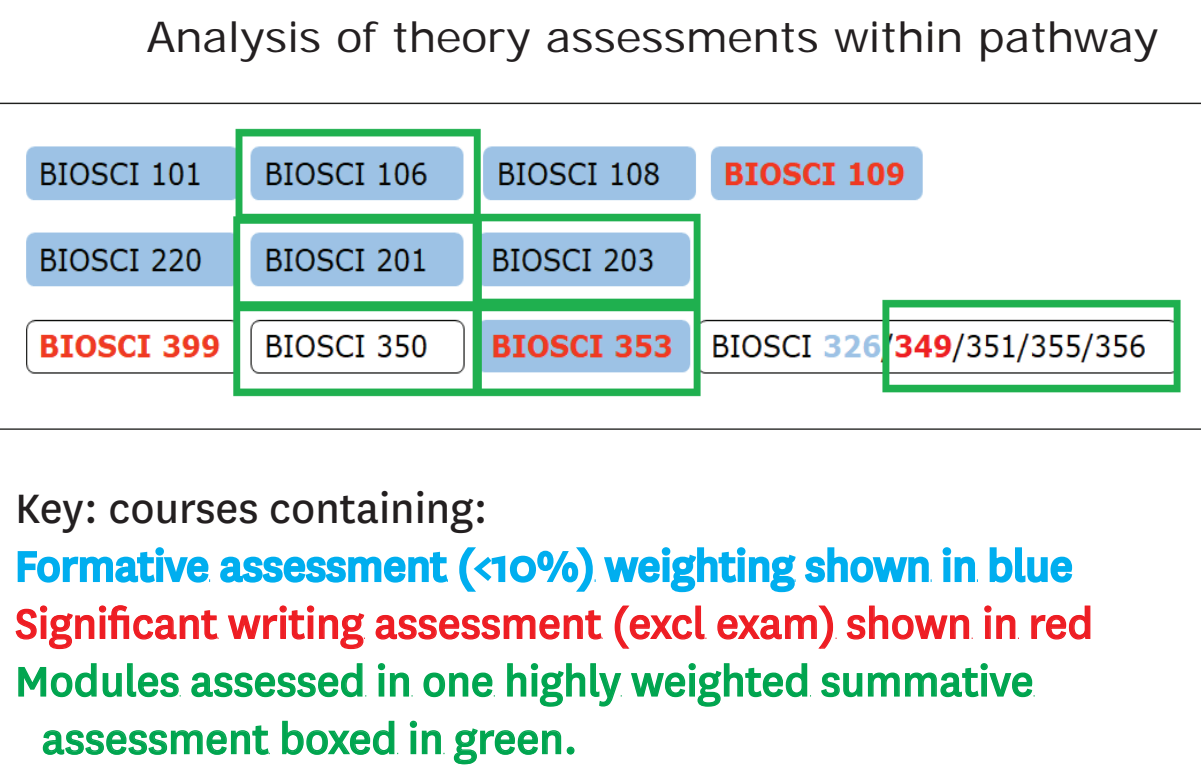 Analysis of theory assessments within pathway
BIOSCI 101 BIOSCI 106 BIOSCI 108 BIOSCI 109
BIOSCI 220 BIOSCI 201 BIOSCI 203
BIOSCI 399 BIOSCI 350 BIOSCI 353 BIOSCI 326/349/351/355/356
Key: courses containing:
Formative assessment (<10%) weighting shown in blue
Significant writing assessment (excl exam) shown in red
Modules assessed in one highly weighted summative
assessment boxed in green.